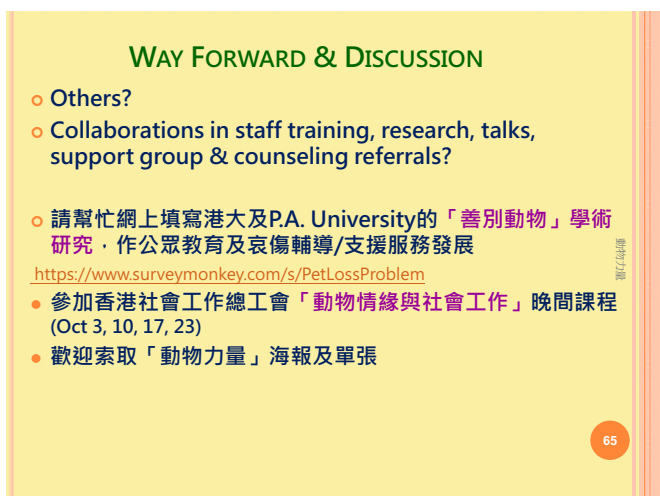 WAY FORWARD & DISCUSSION
Others?
Collaborations in staff training, research, talks,
support group & counseling referrals?
請幫忙網上填寫港大及P.A. University的「善別動物」學術
研究，作公眾教育及哀傷輔導/支援服務發展
https://www.surveymonkey.com/s/PetLossProblem
參加香港社會工作總工會「動物情緣與社會工作」晚間課程
(Oct 3, 10, 17, 23)
歡迎索取「動物力量」海報及單張
動物力量
65